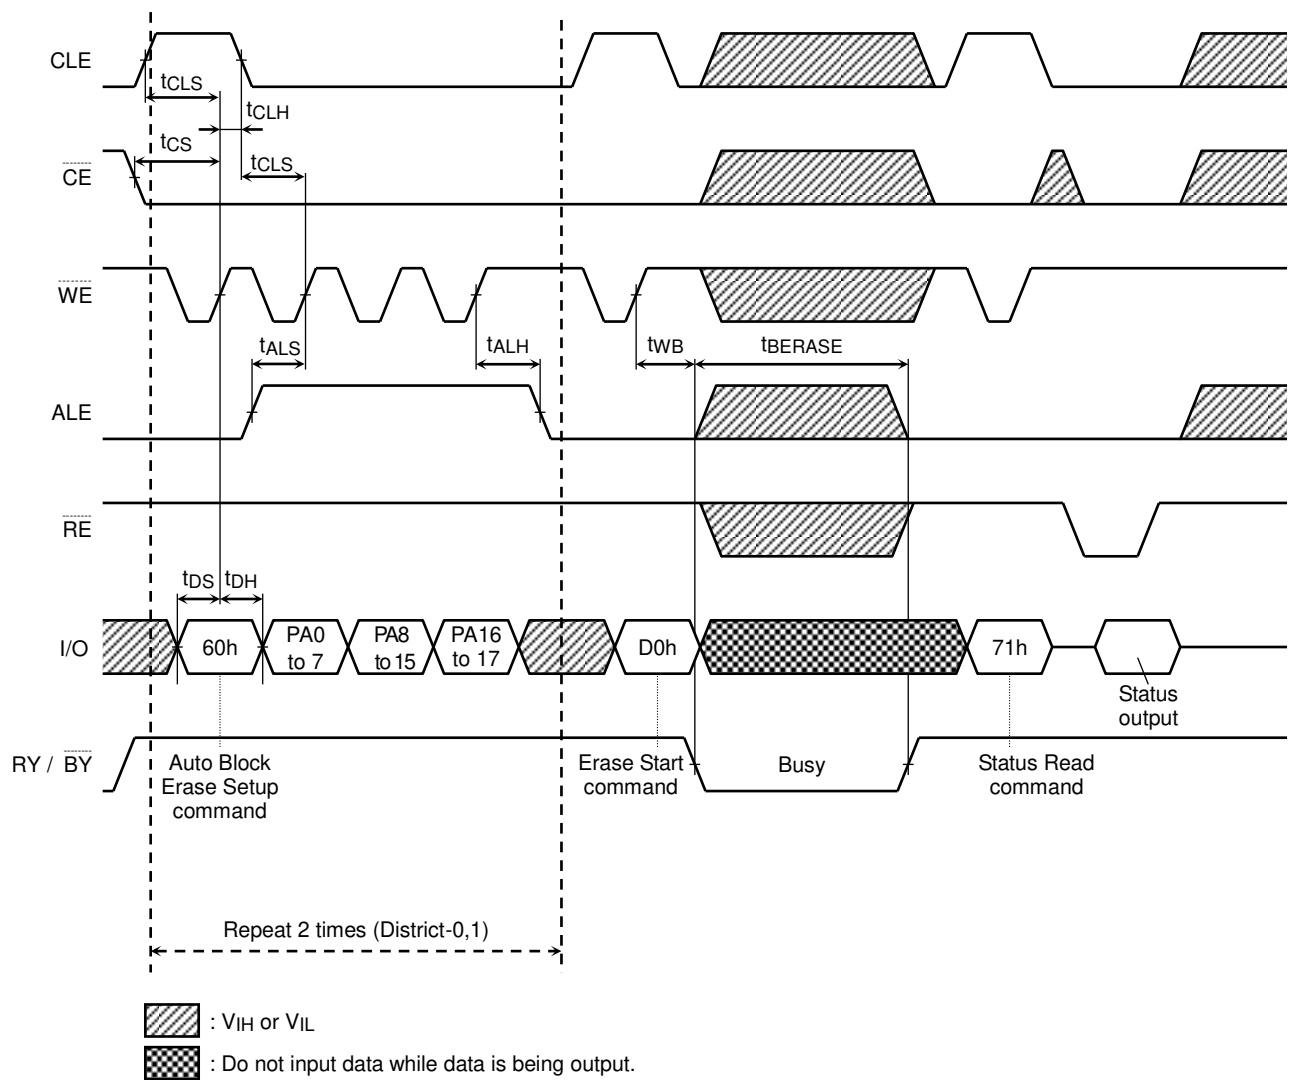 CLE
tCLS
tCLH
tCS
tCLS
CE
WE
tALS
tALH
tWB
tBERASE
ALE
RE
tDS
tDH
I/O
60h
PA0
to 7
PA8
to 15
PA16
to 17
D0h
71h
Status
output
RY / BY
Auto Block
Erase Setup
command
Erase Start
command
Busy
Status Read
command
Repeat 2 times (District-0,1)
: VIH or VIL
: Do not input data while data is being output.